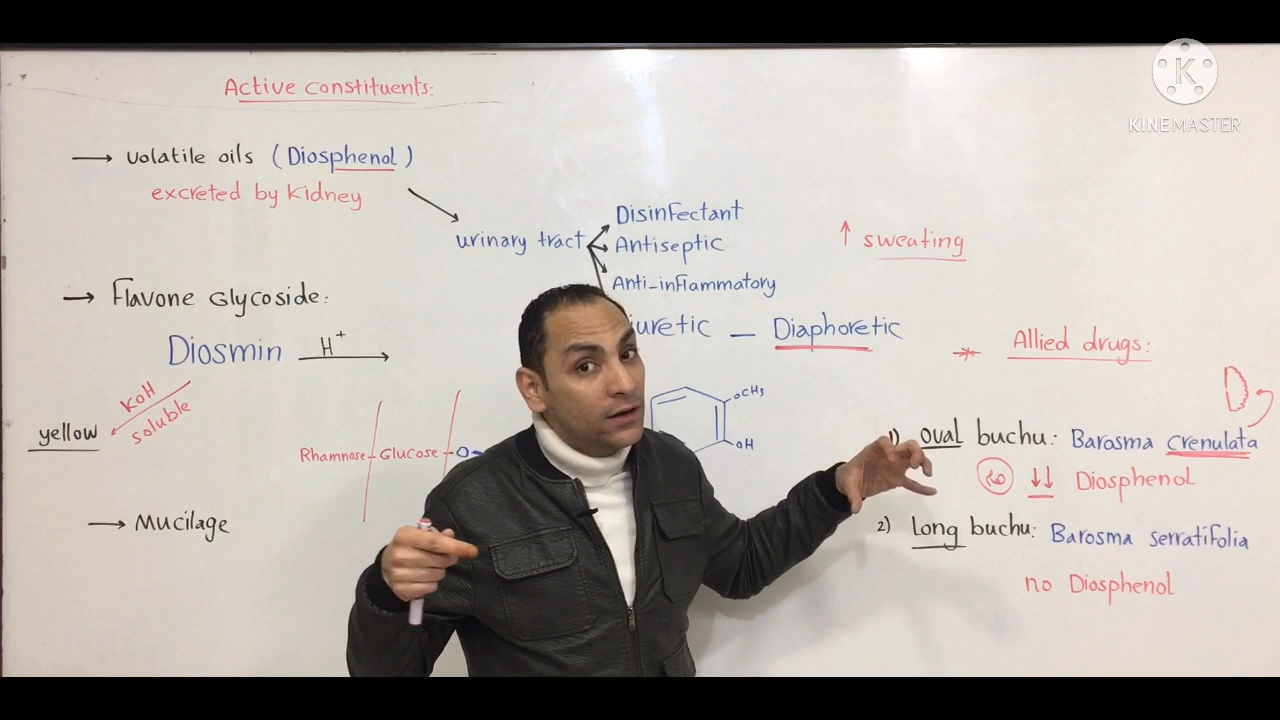 Active constituents:
→ volatile oils (Diosphenol)
excreted by Kidney
urinary tract
Disinfectant
Antiseptic
Anti-inflammatory
iuretic – Diaphoretic
↑ sweating
→ Flavone Glycoside:
Diosmin H+ →
KOH
soluble
yellow
Rhamnose - Glucose - O
OCH3
OH
→ Mucilage
* Allied drugs:
1) oval buchu: Barosma crenulata
↓↓ Diosphenol
2) Long buchu: Barosma serratifolia
no Diosphenol
K
KINEMASTER